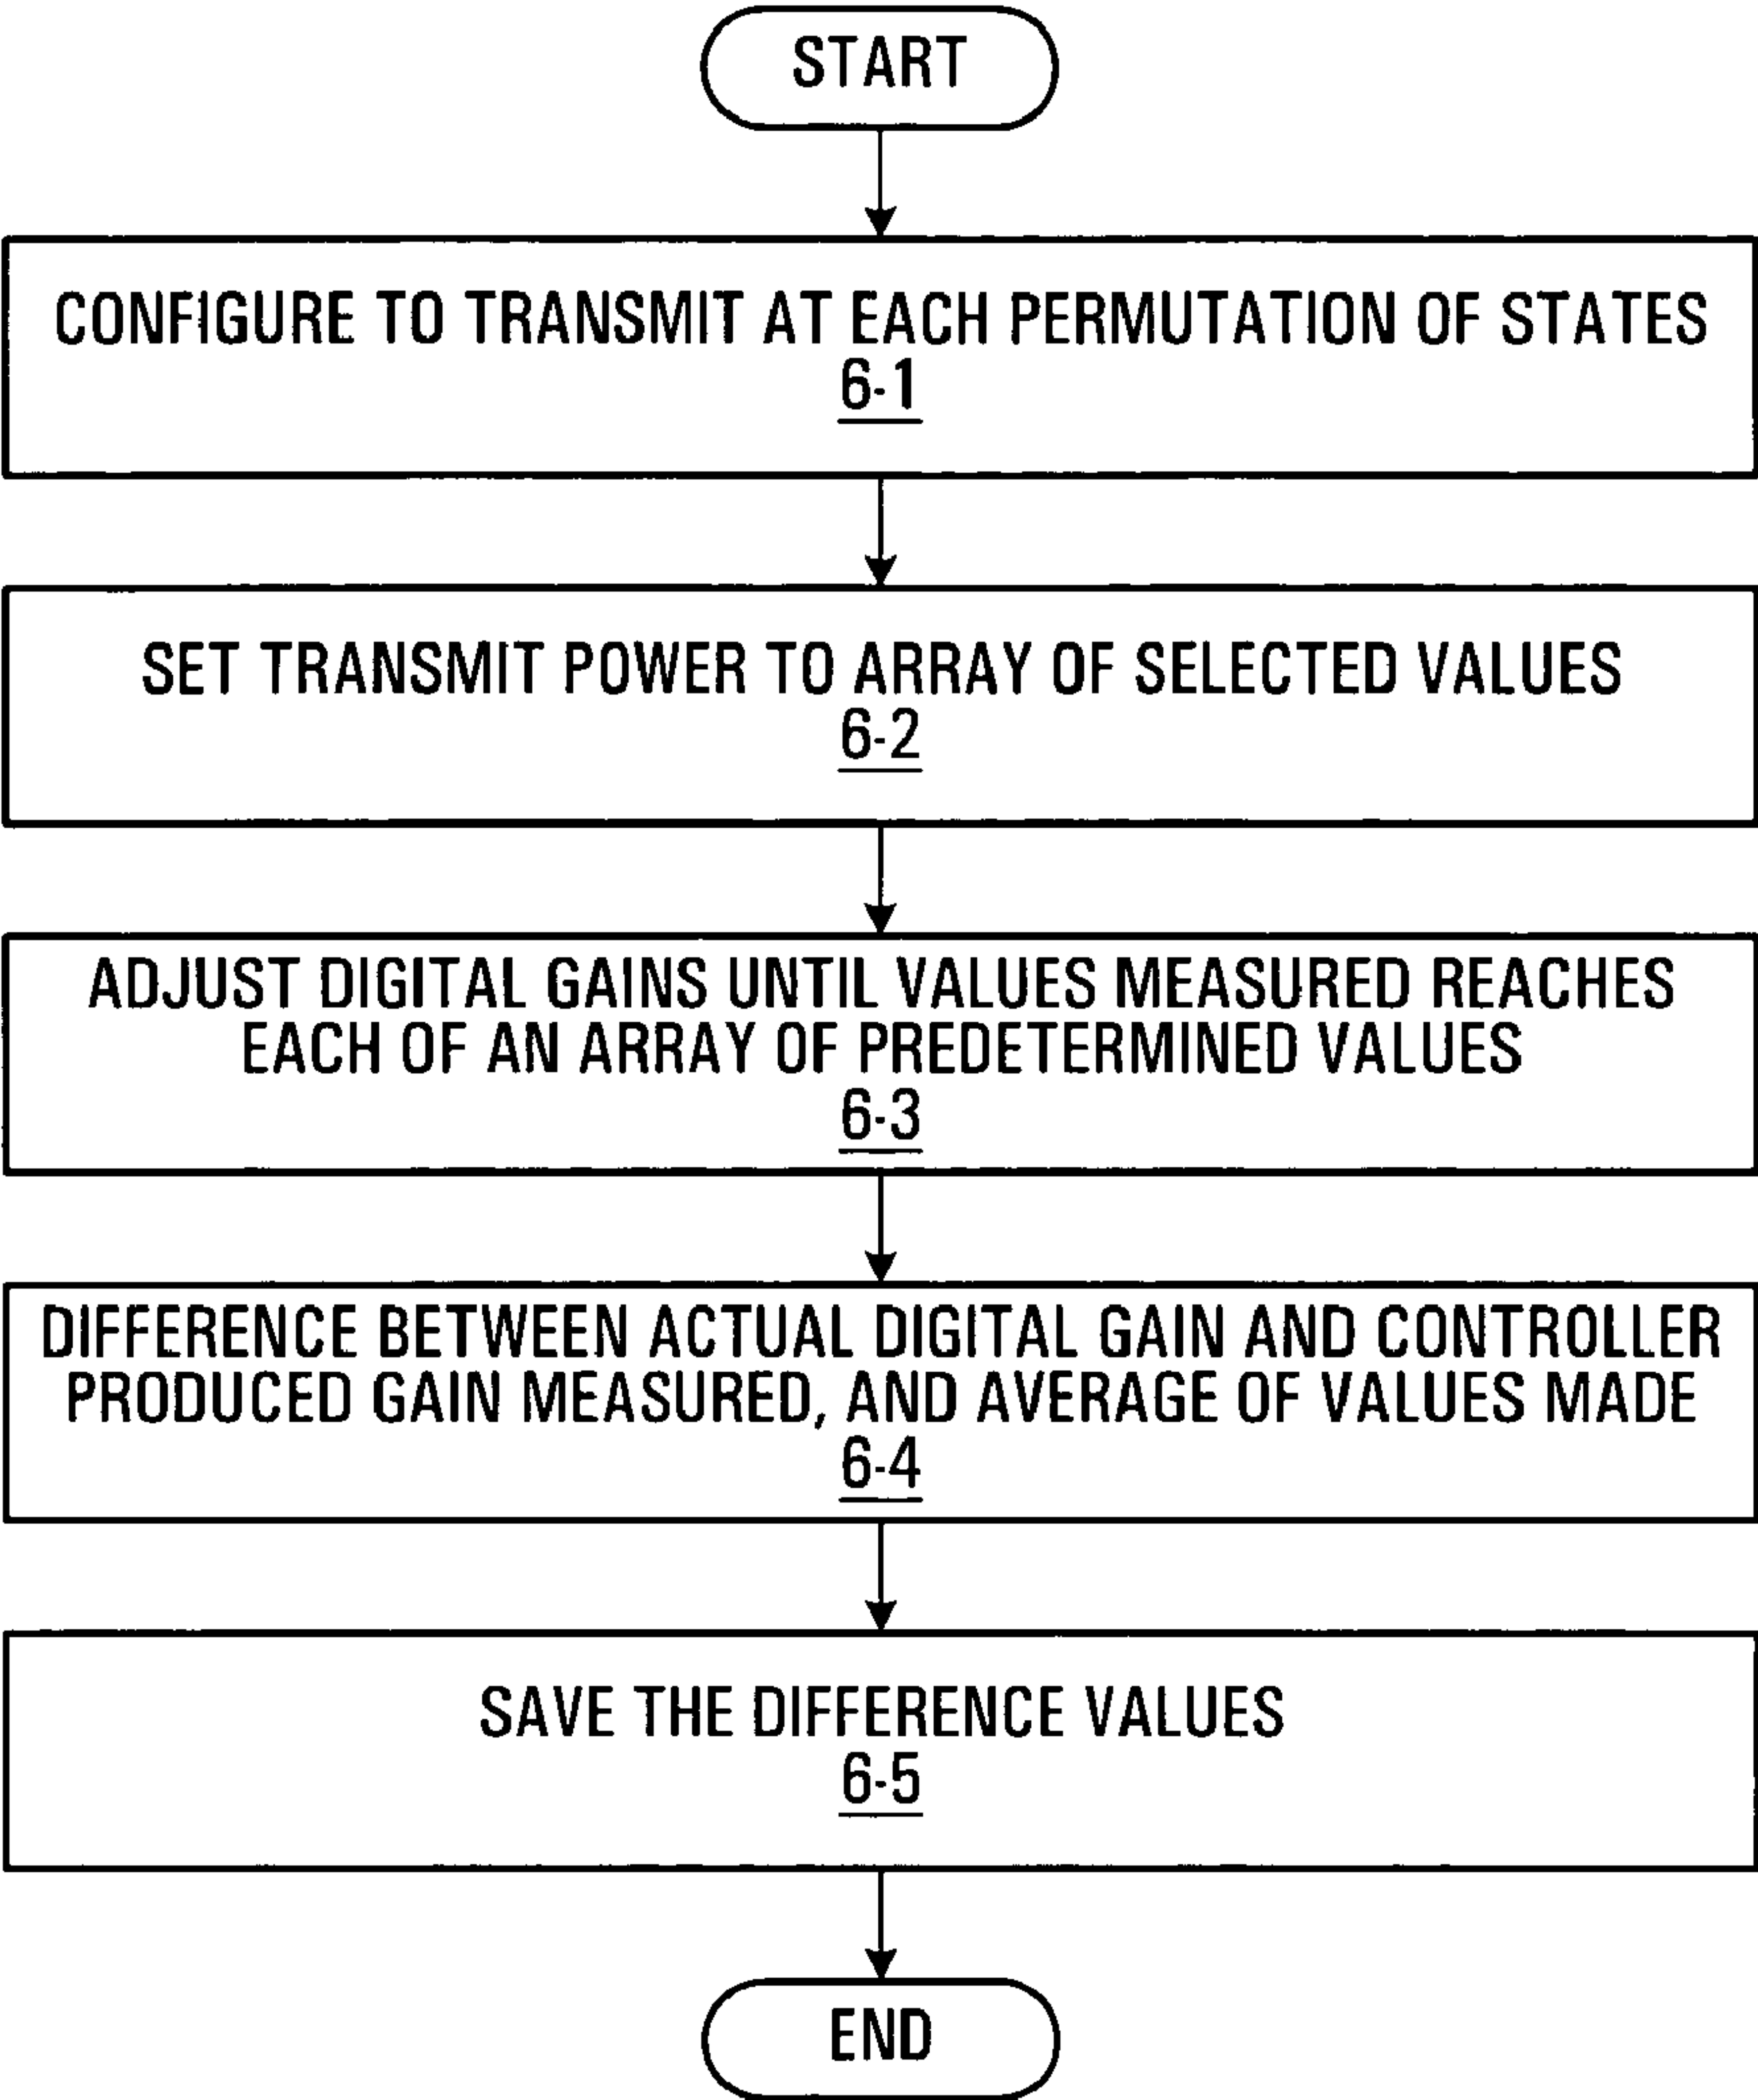 START
CONFIGURE TO TRANSMIT AT EACH PERMUTATION OF STATES
6-1
SET TRANSMIT POWER TO ARRAY OF SELECTED VALUES
6-2
ADJUST DIGITAL GAINS UNTIL VALUES MEASURED REACHES
EACH OF AN ARRAY OF PREDETERMINED VALUES
6-3
DIFFERENCE BETWEEN ACTUAL DIGITAL GAIN AND CONTROLLER
PRODUCED GAIN MEASURED, AND AVERAGE OF VALUES MADE
6-4
SAVE THE DIFFERENCE VALUES
6-5
END